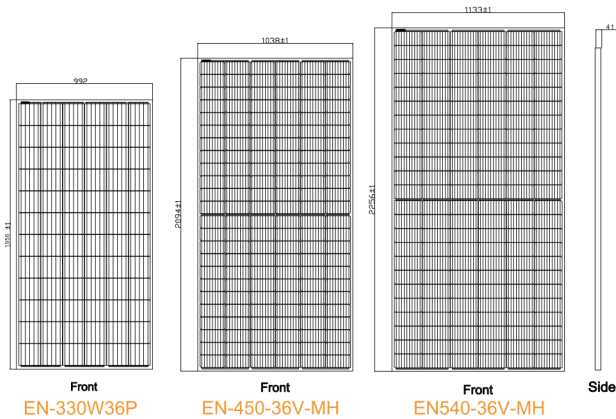 1133±1
1038±1
992
41
1956 ±1
2094±1
2256±1
Front
Front
Front
Side
EN-330W36P
EN-450-36V-MH
EN540-36V-MH